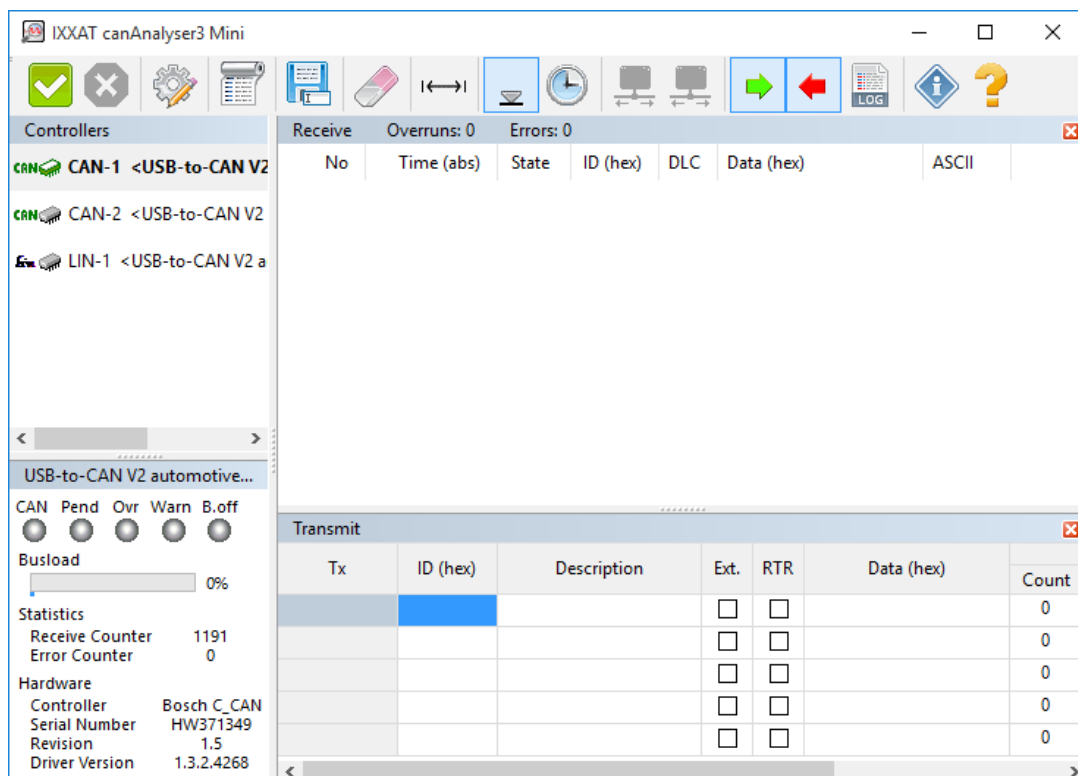 IXXAT canAnalyser3 Mini
LOG
Controllers
Receive Overruns: 0 Errors: 0
CAN CAN-1 <USB-to-CAN V2
CAN CAN-2 <USB-to-CAN V2
LIN-1 <USB-to-CAN V2 a
No Time (abs) State ID (hex) DLC Data (hex) ASCII
USB-to-CAN V2 automotive...
CAN Pend Ovr Warn B.off
Busload
0%
Statistics
Receive Counter 1191
Error Counter 0
Hardware
Controller Bosch C_CAN
Serial Number HW371349
Revision 1.5
Driver Version 1.3.2.4268
Transmit
Tx ID (hex) Description Ext. RTR Data (hex) Count
0
0
0
0
0